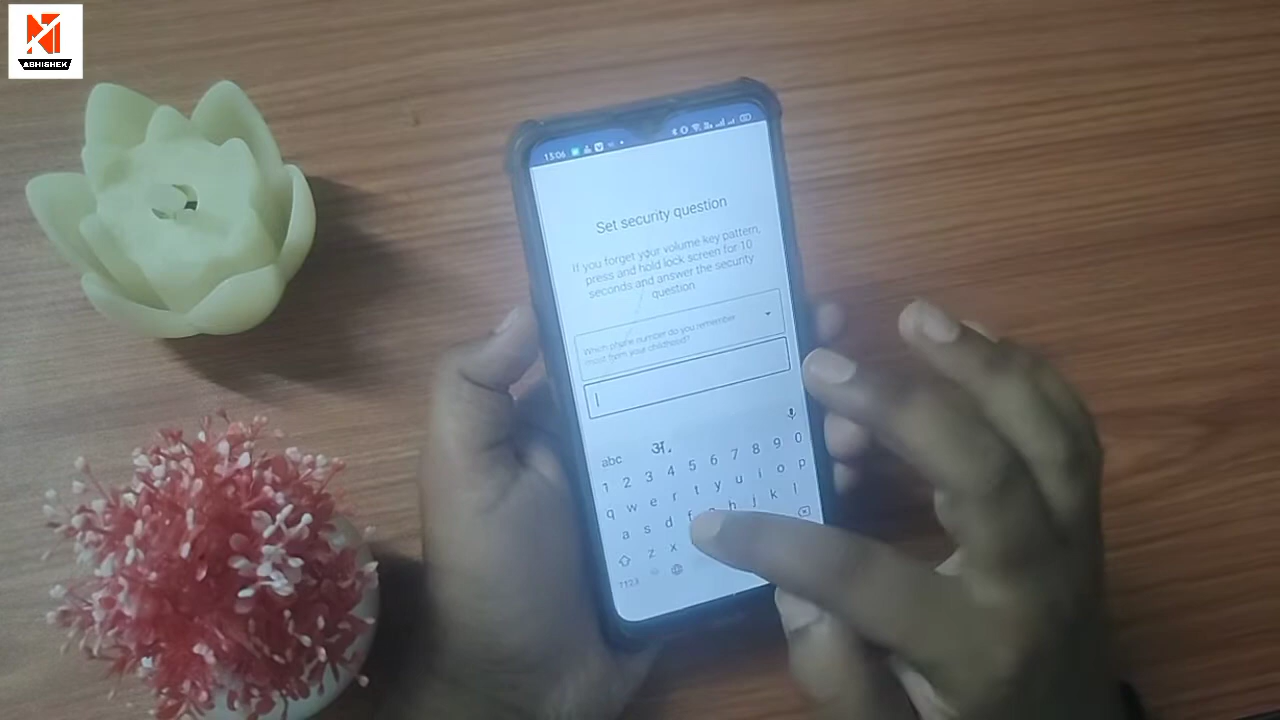 ABHISHEK
13:06
Set security question
If you forget your volume key pattern,
press and hold lock screen for 10
seconds and answer the security
question
Which phone number do you remember
most from your childhood?
abc अ
1 2 3 4 5 6 7 8 9 0
q w e r t y u i o p
a s d f h j k l
z x
?123